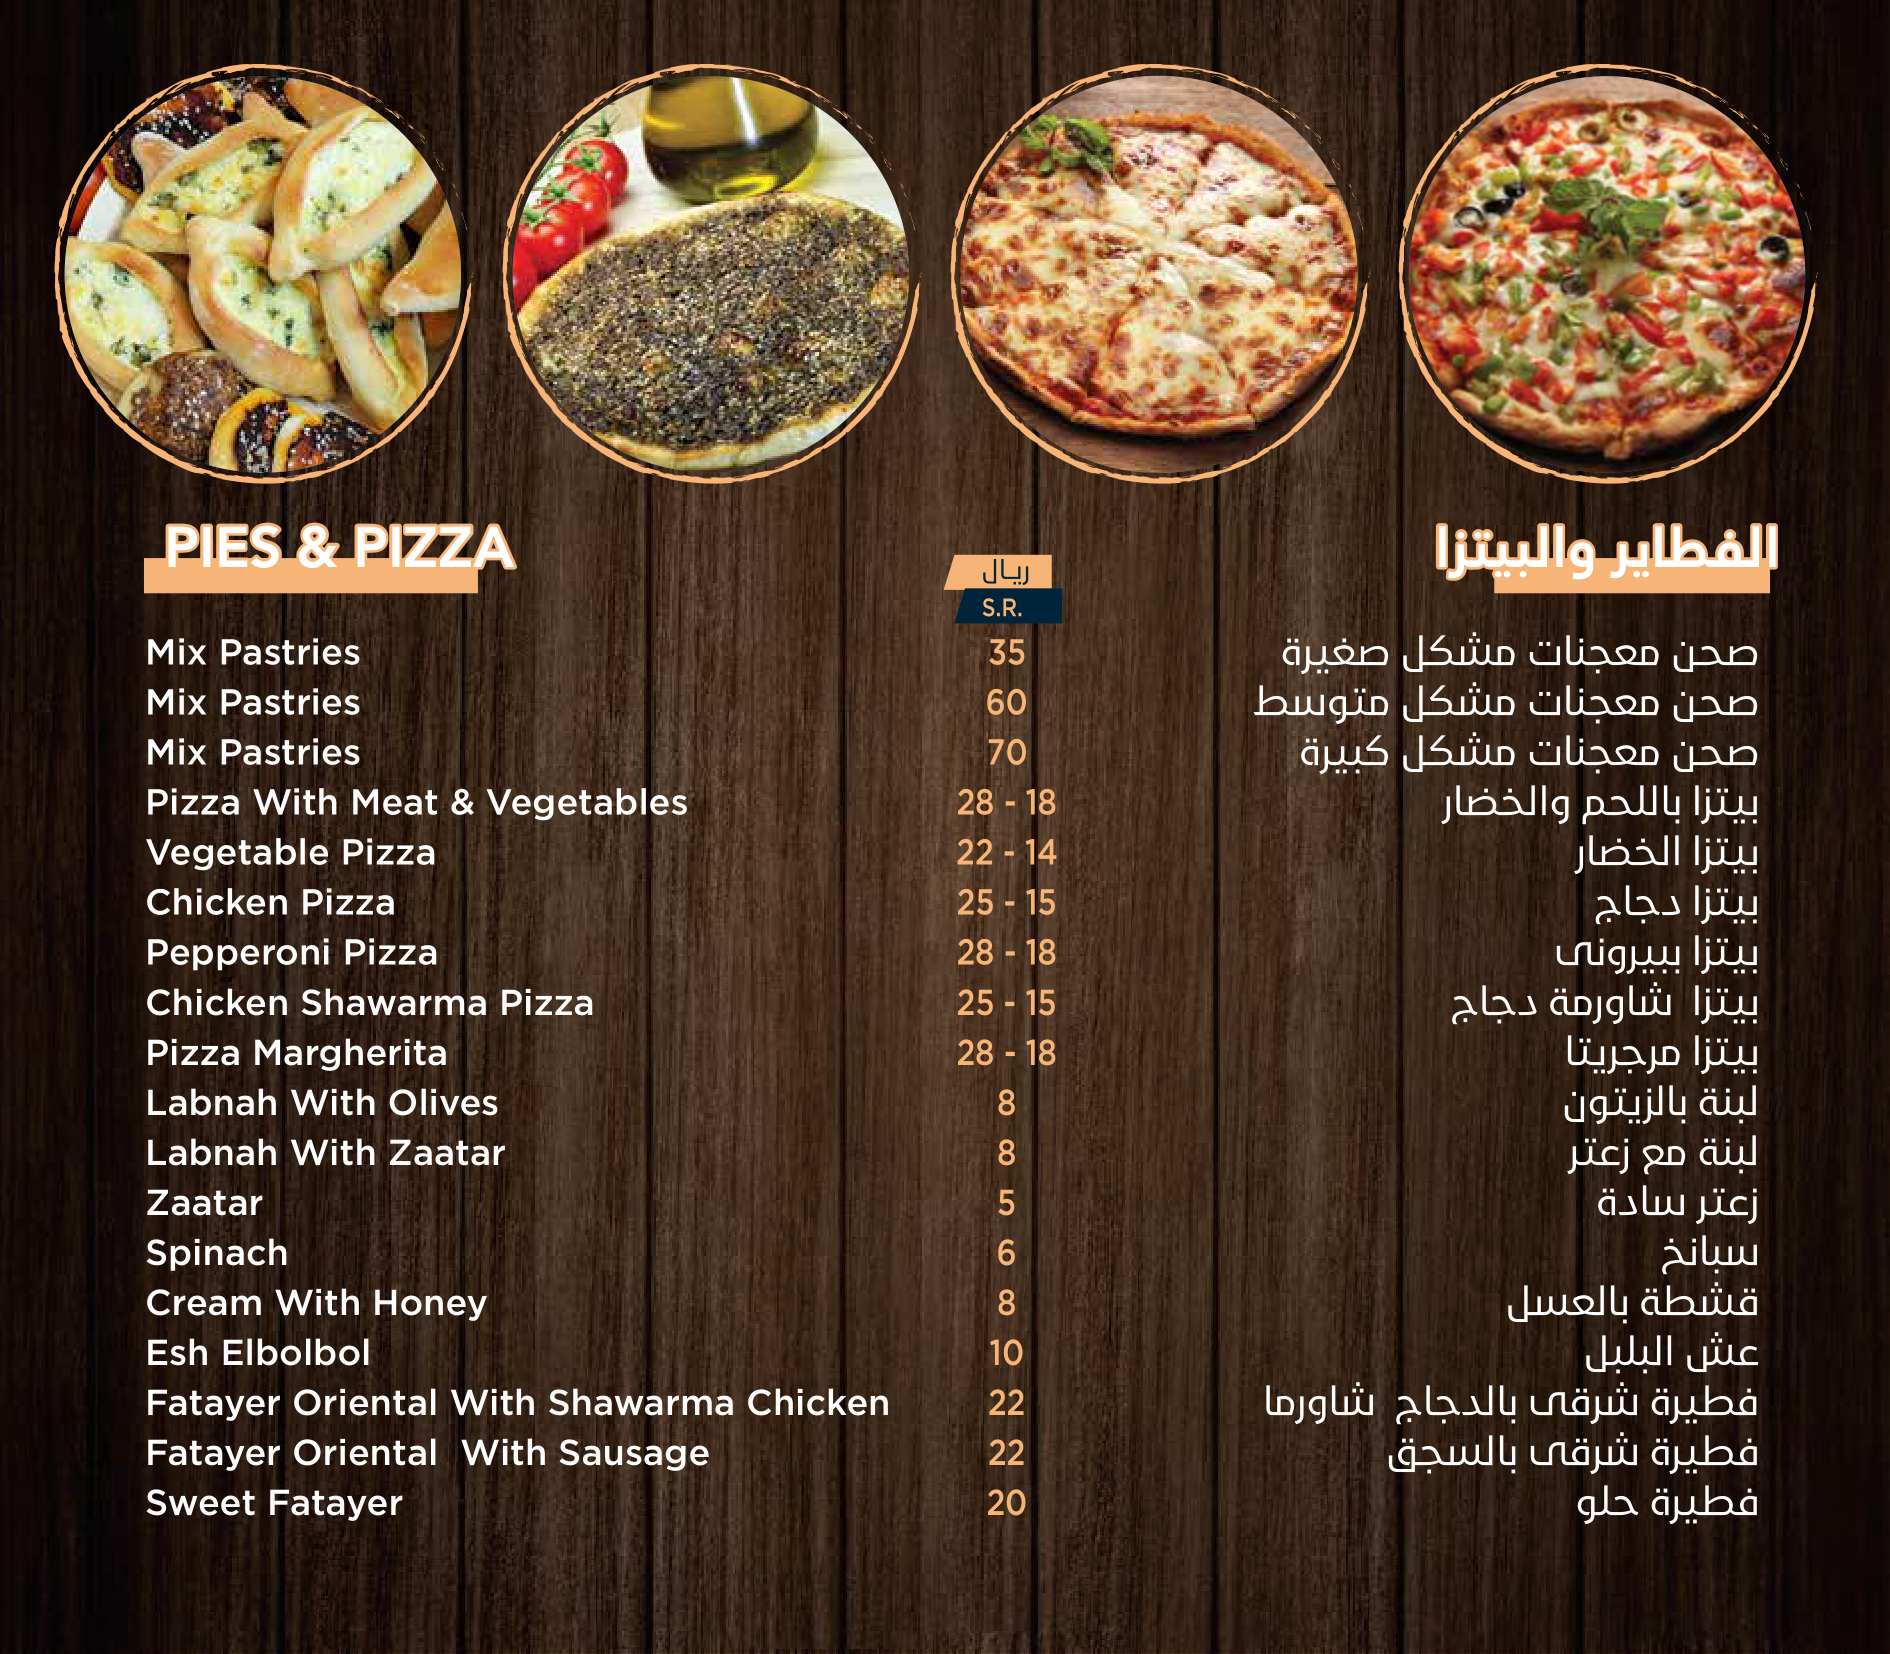 PIES & PIZZA
الفطاير والبيتزا
ريال
S.R.
Mix Pastries 35 صحن معجنات مشكل صغيرة
Mix Pastries 60 صحن معجنات مشكل متوسط
Mix Pastries 70 صحن معجنات مشكل كبيرة
Pizza With Meat & Vegetables 28 - 18 بيتزا باللحم والخضار
Vegetable Pizza 22 - 14 بيتزا الخضار
Chicken Pizza 25 - 15 بيتزا دجاج
Pepperoni Pizza 28 - 18 بيتزا ببيرونى
Chicken Shawarma Pizza 25 - 15 بيتزا شاورمة دجاج
Pizza Margherita 28 - 18 بيتزا مرجريتا
Labnah With Olives 8 لبنة بالزيتون
Labnah With Zaatar 8 لبنة مع زعتر
Zaatar 5 زعتر سادة
Spinach 6 سبانخ
Cream With Honey 8 قشطة بالعسل
Esh Elbolbol 10 عش البلبل
Fatayer Oriental With Shawarma Chicken 22 فطيرة شرقى بالدجاج شاورما
Fatayer Oriental With Sausage 22 فطيرة شرقى بالسجق
Sweet Fatayer 20 فطيرة حلو